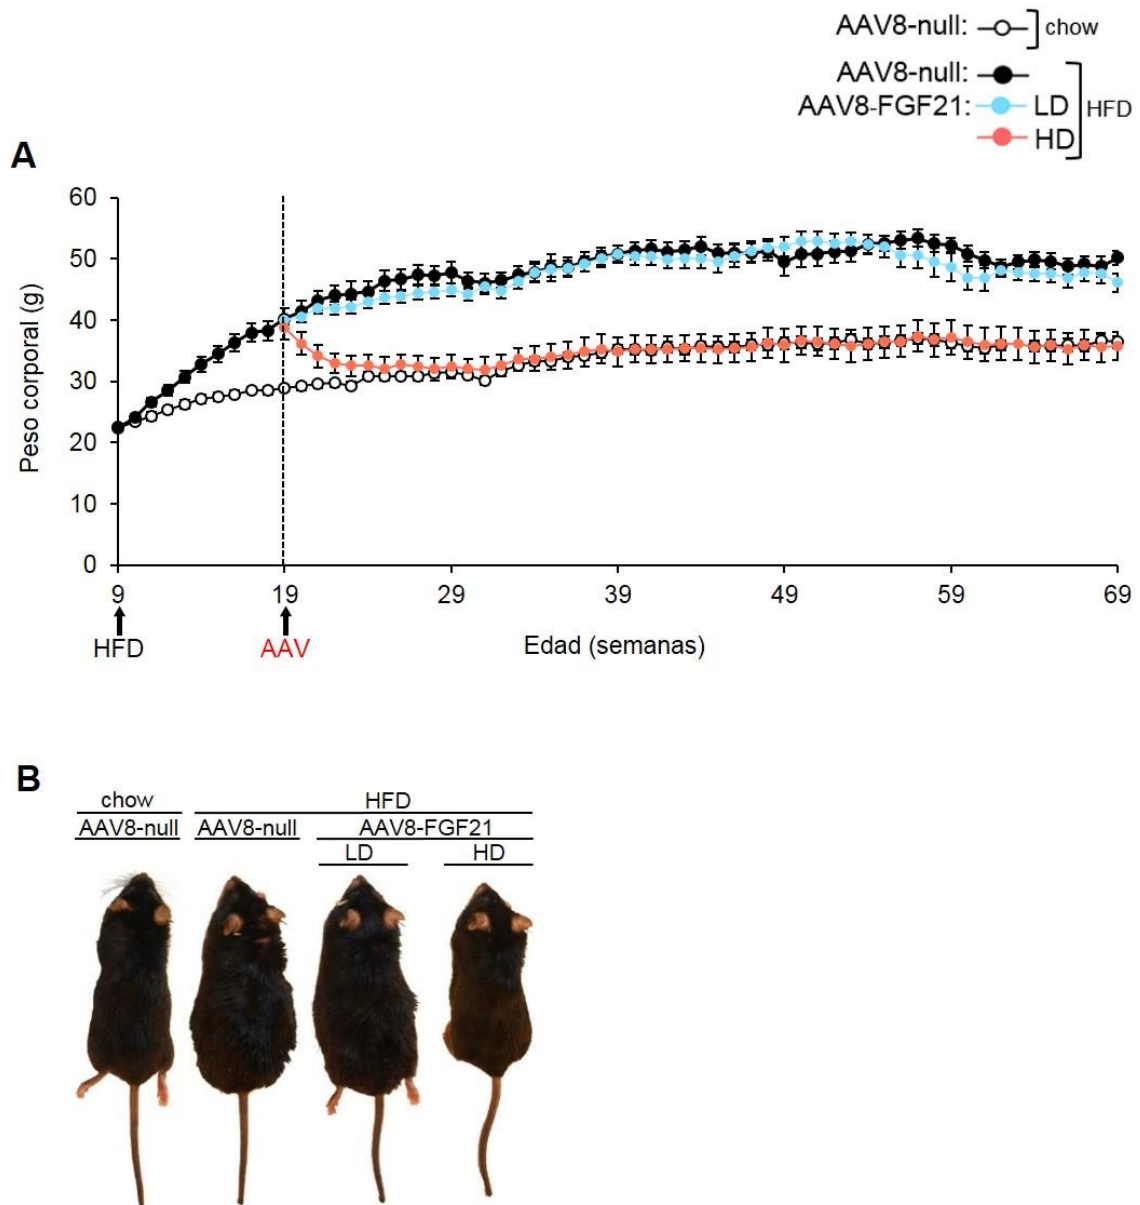 AAV8-null: chow
AAV8-null:
AAV8-FGF21: LD HFD
HD
A
Peso corporal (g)
60
50
40
30
20
10
0
9 19 29 39 49 59 69
HFD AAV Edad (semanas)
B
chow HFD
AAV8-null AAV8-null AAV8-FGF21
LD HD